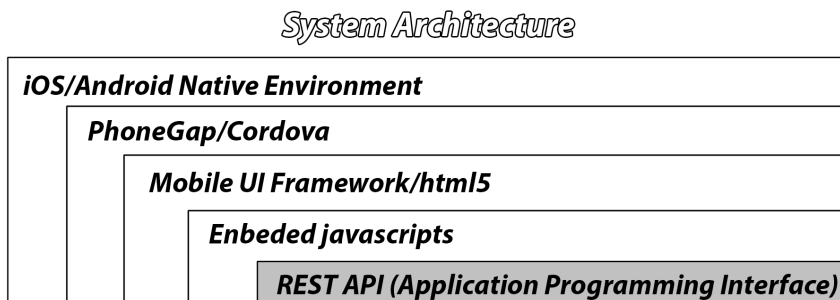 System Architecture
iOS/Android Native Environment
PhoneGap/Cordova
Mobile UI Framework/html5
Enbeded javascripts
REST API (Application Programming Interface)